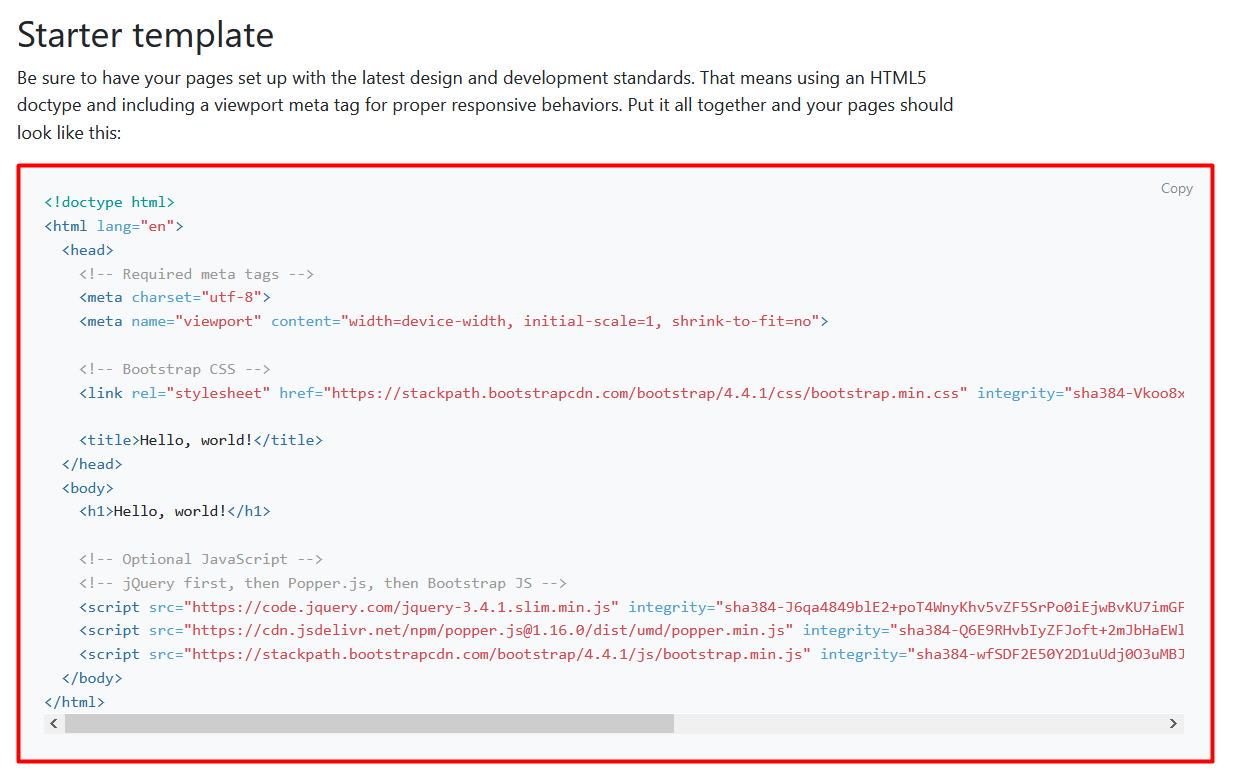 Starter template
Be sure to have your pages set up with the latest design and development standards. That means using an HTML5
doctype and including a viewport meta tag for proper responsive behaviors. Put it all together and your pages should
look like this:
Copy
<!doctype html>
<html lang="en">
  <head>
    <!-- Required meta tags -->
    <meta charset="utf-8">
    <meta name="viewport" content="width=device-width, initial-scale=1, shrink-to-fit=no">

    <!-- Bootstrap CSS -->
    <link rel="stylesheet" href="https://stackpath.bootstrapcdn.com/bootstrap/4.4.1/css/bootstrap.min.css" integrity="sha384-Vkoo8x

    <title>Hello, world!</title>
  </head>
  <body>
    <h1>Hello, world!</h1>

    <!-- Optional JavaScript -->
    <!-- jQuery first, then Popper.js, then Bootstrap JS -->
    <script src="https://code.jquery.com/jquery-3.4.1.slim.min.js" integrity="sha384-J6qa4849blE2+poT4WnyKhv5vZF5SrPo0iEjwBvKU7imGF
    <script src="https://cdn.jsdelivr.net/npm/popper.js@1.16.0/dist/umd/popper.min.js" integrity="sha384-Q6E9RHvbIyZFJoft+2mJbHaEWl
    <script src="https://stackpath.bootstrapcdn.com/bootstrap/4.4.1/js/bootstrap.min.js" integrity="sha384-wfSDF2E50Y2D1uUdj0O3uMBJ
  </body>
</html>